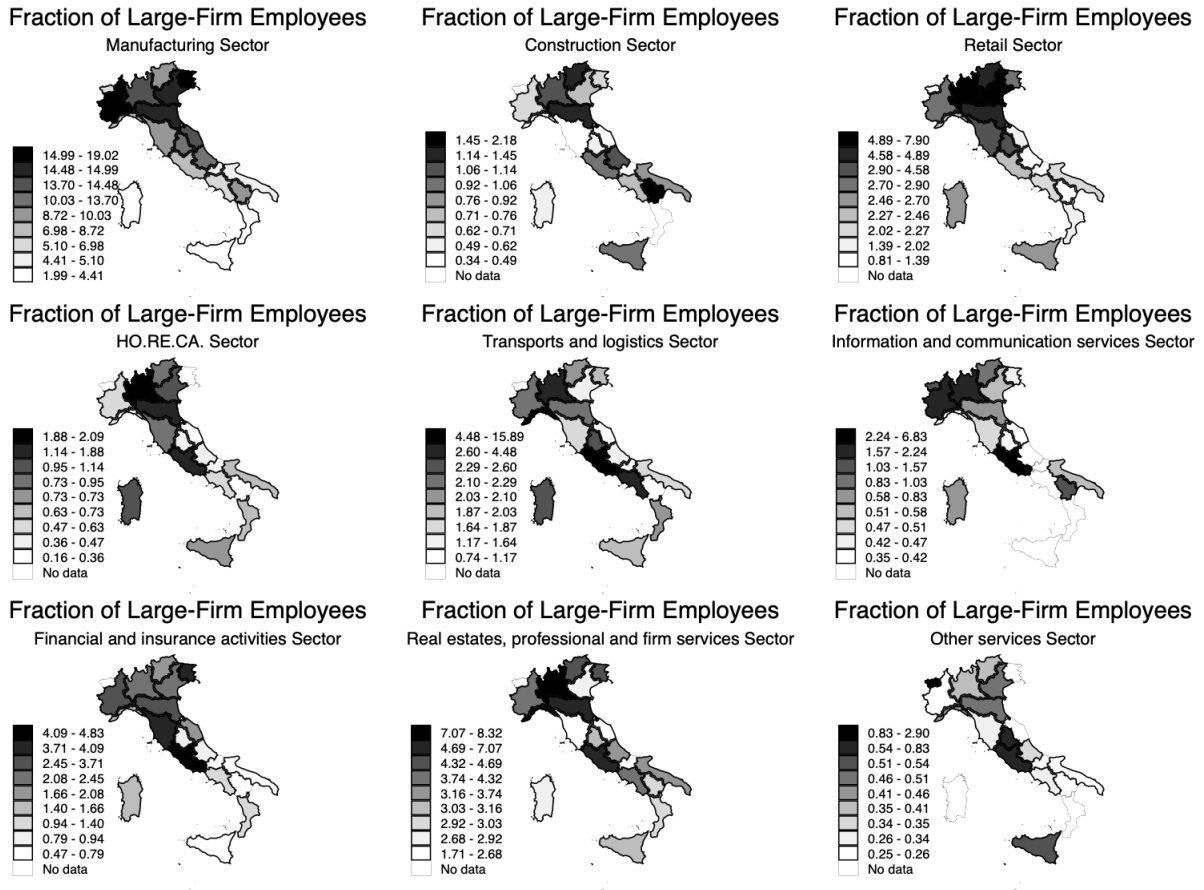 Fraction of Large-Firm Employees
Manufacturing Sector
14.99 - 19.02
14.48 - 14.99
13.70 - 14.48
10.03 - 13.70
8.72 - 10.03
6.98 - 8.72
5.10 - 6.98
4.41 - 5.10
1.99 - 4.41
Fraction of Large-Firm Employees
Construction Sector
1.45 - 2.18
1.14 - 1.45
1.06 - 1.14
0.92 - 1.06
0.76 - 0.92
0.71 - 0.76
0.62 - 0.71
0.49 - 0.62
0.34 - 0.49
No data
Fraction of Large-Firm Employees
Retail Sector
4.89 - 7.90
4.58 - 4.89
2.90 - 4.58
2.70 - 2.90
2.46 - 2.70
2.27 - 2.46
2.02 - 2.27
1.39 - 2.02
0.81 - 1.39
No data
Fraction of Large-Firm Employees
HO.RE.CA. Sector
1.88 - 2.09
1.14 - 1.88
0.95 - 1.14
0.73 - 0.95
0.73 - 0.73
0.63 - 0.73
0.47 - 0.63
0.36 - 0.47
0.16 - 0.36
No data
Fraction of Large-Firm Employees
Transports and logistics Sector
4.48 - 15.89
2.60 - 4.48
2.29 - 2.60
2.10 - 2.29
2.03 - 2.10
1.87 - 2.03
1.64 - 1.87
1.17 - 1.64
0.74 - 1.17
No data
Fraction of Large-Firm Employees
Information and communication services Sector
2.24 - 6.83
1.57 - 2.24
1.03 - 1.57
0.83 - 1.03
0.58 - 0.83
0.51 - 0.58
0.47 - 0.51
0.42 - 0.47
0.35 - 0.42
No data
Fraction of Large-Firm Employees
Financial and insurance activities Sector
4.09 - 4.83
3.71 - 4.09
2.45 - 3.71
2.08 - 2.45
1.66 - 2.08
1.40 - 1.66
0.94 - 1.40
0.79 - 0.94
0.47 - 0.79
No data
Fraction of Large-Firm Employees
Real estates, professional and firm services Sector
7.07 - 8.32
4.69 - 7.07
4.32 - 4.69
3.74 - 4.32
3.16 - 3.74
3.03 - 3.16
2.92 - 3.03
2.68 - 2.92
1.71 - 2.68
No data
Fraction of Large-Firm Employees
Other services Sector
0.83 - 2.90
0.54 - 0.83
0.51 - 0.54
0.46 - 0.51
0.41 - 0.46
0.35 - 0.41
0.34 - 0.35
0.26 - 0.34
0.25 - 0.26
No data